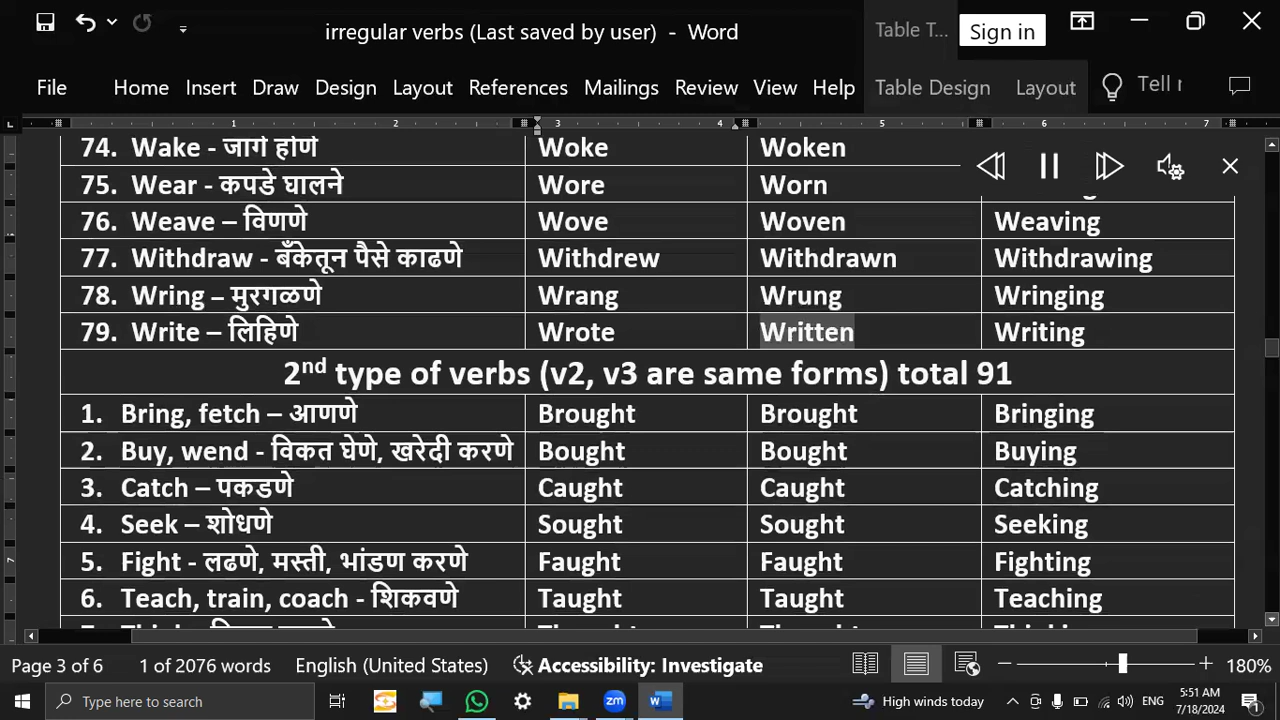 irregular verbs (Last saved by user) - Word
Table T... Sign in
File Home Insert Draw Design Layout References Mailings Review View Help Table Design Layout Tell
1 2 3 4 5 6 7
74. Wake - जागे होणे Woke Woken
75. Wear - कपडे घालने Wore Worn
76. Weave – विणणे Wove Woven Weaving
77. Withdraw - बँकेतून पैसे काढणे Withdrew Withdrawn Withdrawing
78. Wring – मुरगळणे Wrang Wrung Wringing
79. Write – लिहिणे Wrote Written Writing
2nd type of verbs (v2, v3 are same forms) total 91
1. Bring, fetch – आणणे Brought Brought Bringing
2. Buy, wend - विकत घेणे, खरेदी करणे Bought Bought Buying
3. Catch – पकडणे Caught Caught Catching
4. Seek – शोधणे Sought Sought Seeking
5. Fight - लढणे, मस्ती, भांडण करणे Faught Faught Fighting
6. Teach, train, coach - शिकवणे Taught Taught Teaching
Page 3 of 6 1 of 2076 words English (United States) Accessibility: Investigate 180%
Type here to search High winds today ENG 5:51 AM
7/18/2024